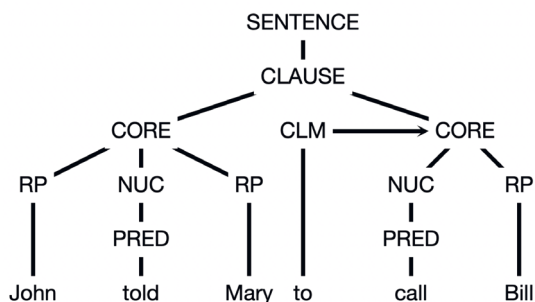 SENTENCE
CLAUSE
CORE CLM CORE
RP NUC RP NUC RP
PRED PRED
John told Mary to call Bill